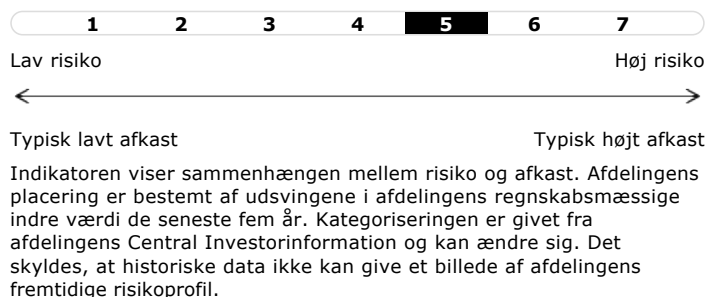 1 2 3 4 5 6 7
Lav risiko Høj risiko
Typisk lavt afkast Typisk højt afkast
Indikatoren viser sammenhængen mellem risiko og afkast. Afdelingens
placering er bestemt af udsvingene i afdelingens regnskabsmæssige
indre værdi de seneste fem år. Kategoriseringen er givet fra
afdelingens Central Investorinformation og kan ændre sig. Det
skyldes, at historiske data ikke kan give et billede af afdelingens
fremtidige risikoprofil.